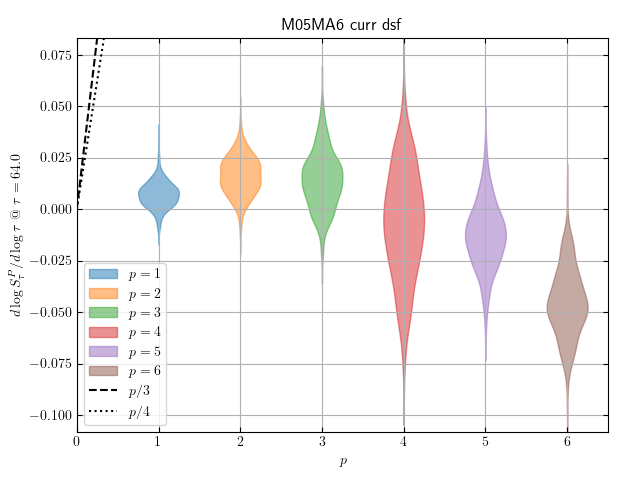 M05MA6 curr dsf
d log S_τ^P / d log τ @ τ = 64.0
0.075
0.050
0.025
0.000
−0.025
−0.050
−0.075
−0.100
p = 1
p = 2
p = 3
p = 4
p = 5
p = 6
p/3
p/4
0 1 2 3 4 5 6
p